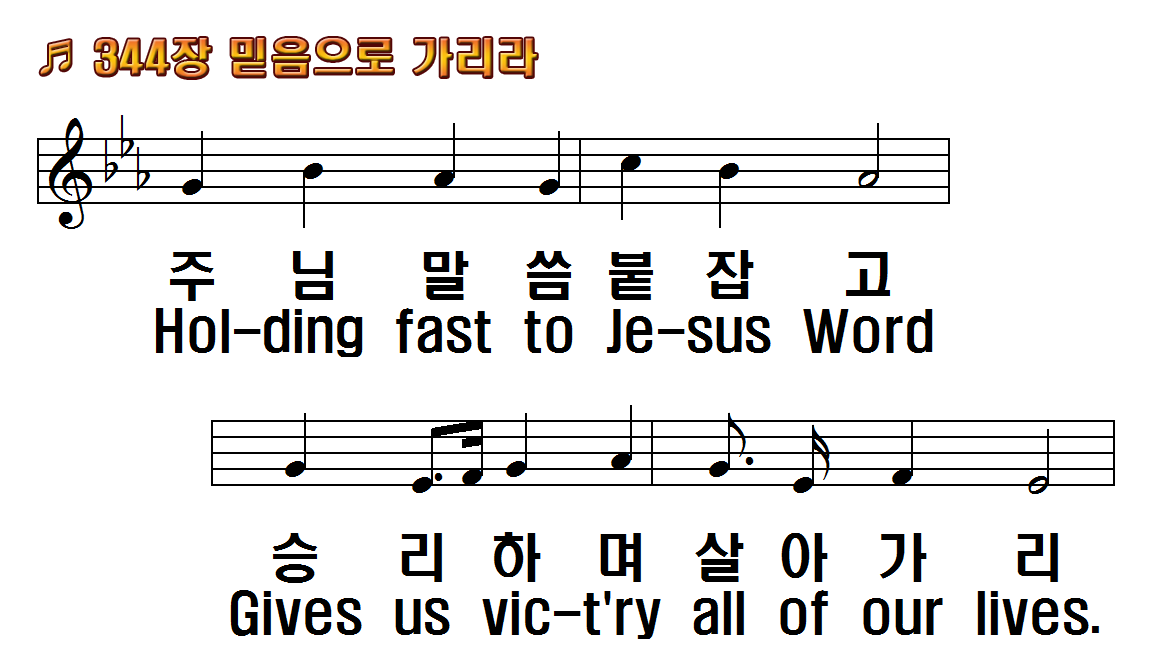 344장 믿음으로 가리라
주 님 말 씀 붙 잡 고
Hol-ding fast to Je-sus Word
승 리 하 며 살 아 가 리
Gives us vic-t'ry all of our lives.